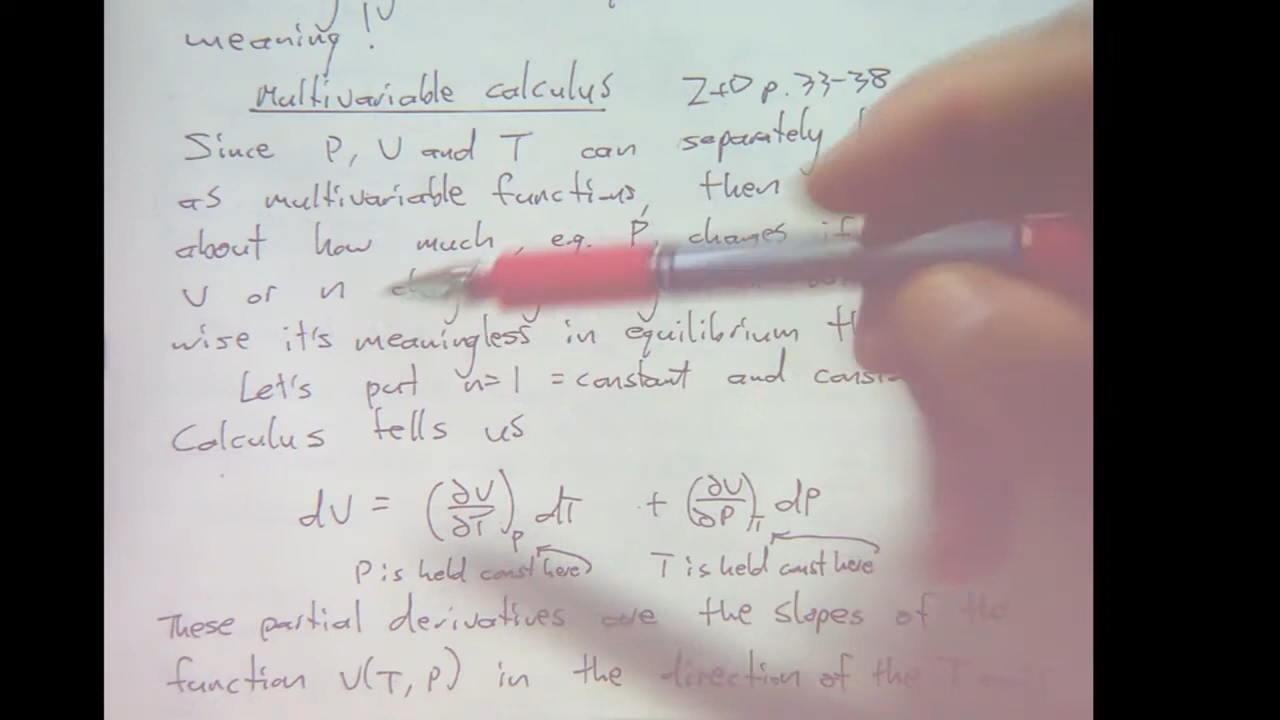 meaning!
Multivariable calculus Z+D p. 33-38
Since P, V and T can separately
as multivariable functions, then
about how much, e.g. P, changes if
V or n
wise it's meaningless in equilibrium
Let's part n=1 = constant and
Calculus tells us
dV = (∂V/∂T)_P dT + (∂V/∂P)_T dP
P is held const here T is held const here
These partial derivatives are the slopes of the
function V(T, P) in the direction of the T